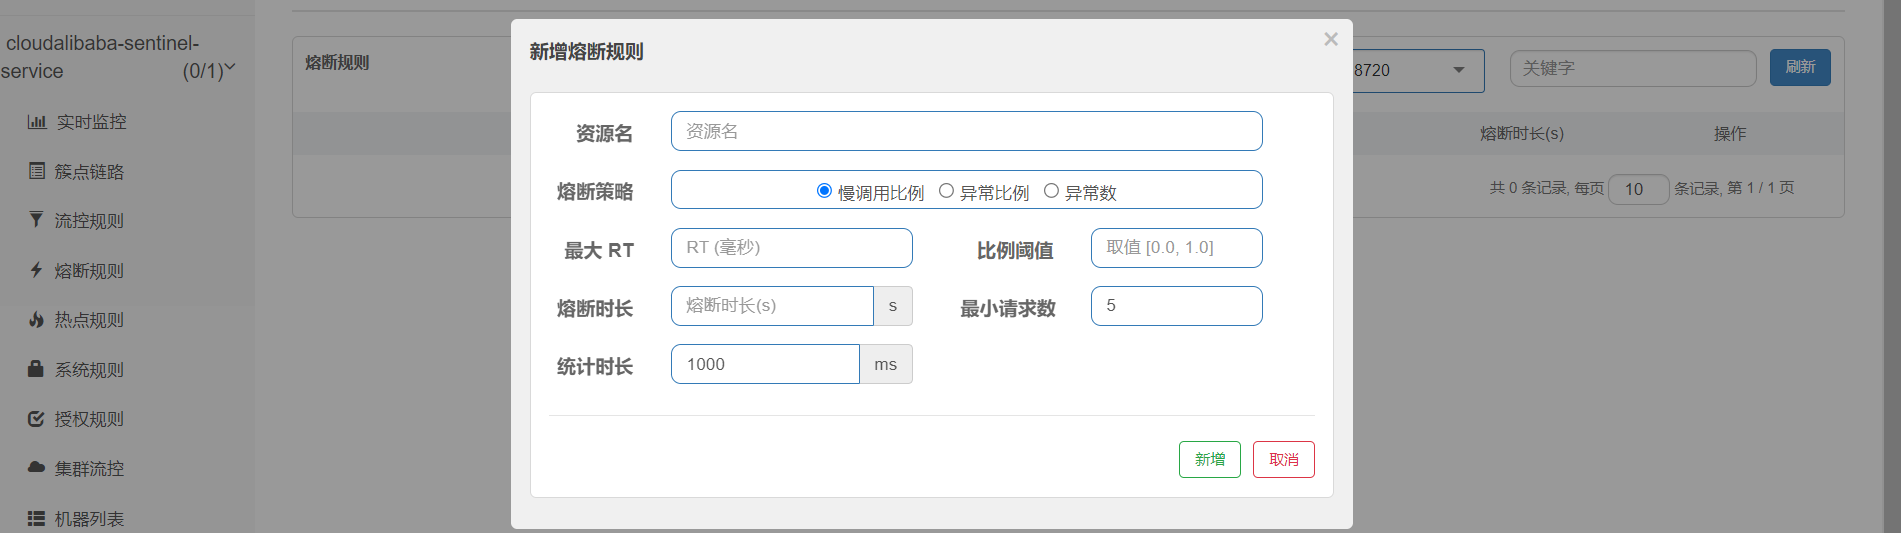 cloudalibaba-sentinel-
service (0/1)
实时监控
簇点链路
流控规则
熔断规则
热点规则
系统规则
授权规则
集群流控
机器列表
熔断规则
8720
关键字
刷新
熔断时长(s)
操作
共 0 条记录, 每页 10 条记录, 第 1 / 1 页
新增熔断规则
×
资源名
资源名
熔断策略
慢调用比例 异常比例 异常数
最大 RT
RT (毫秒)
比例阈值
取值 [0.0, 1.0]
熔断时长
熔断时长(s)
s
最小请求数
5
统计时长
1000
ms
新增
取消